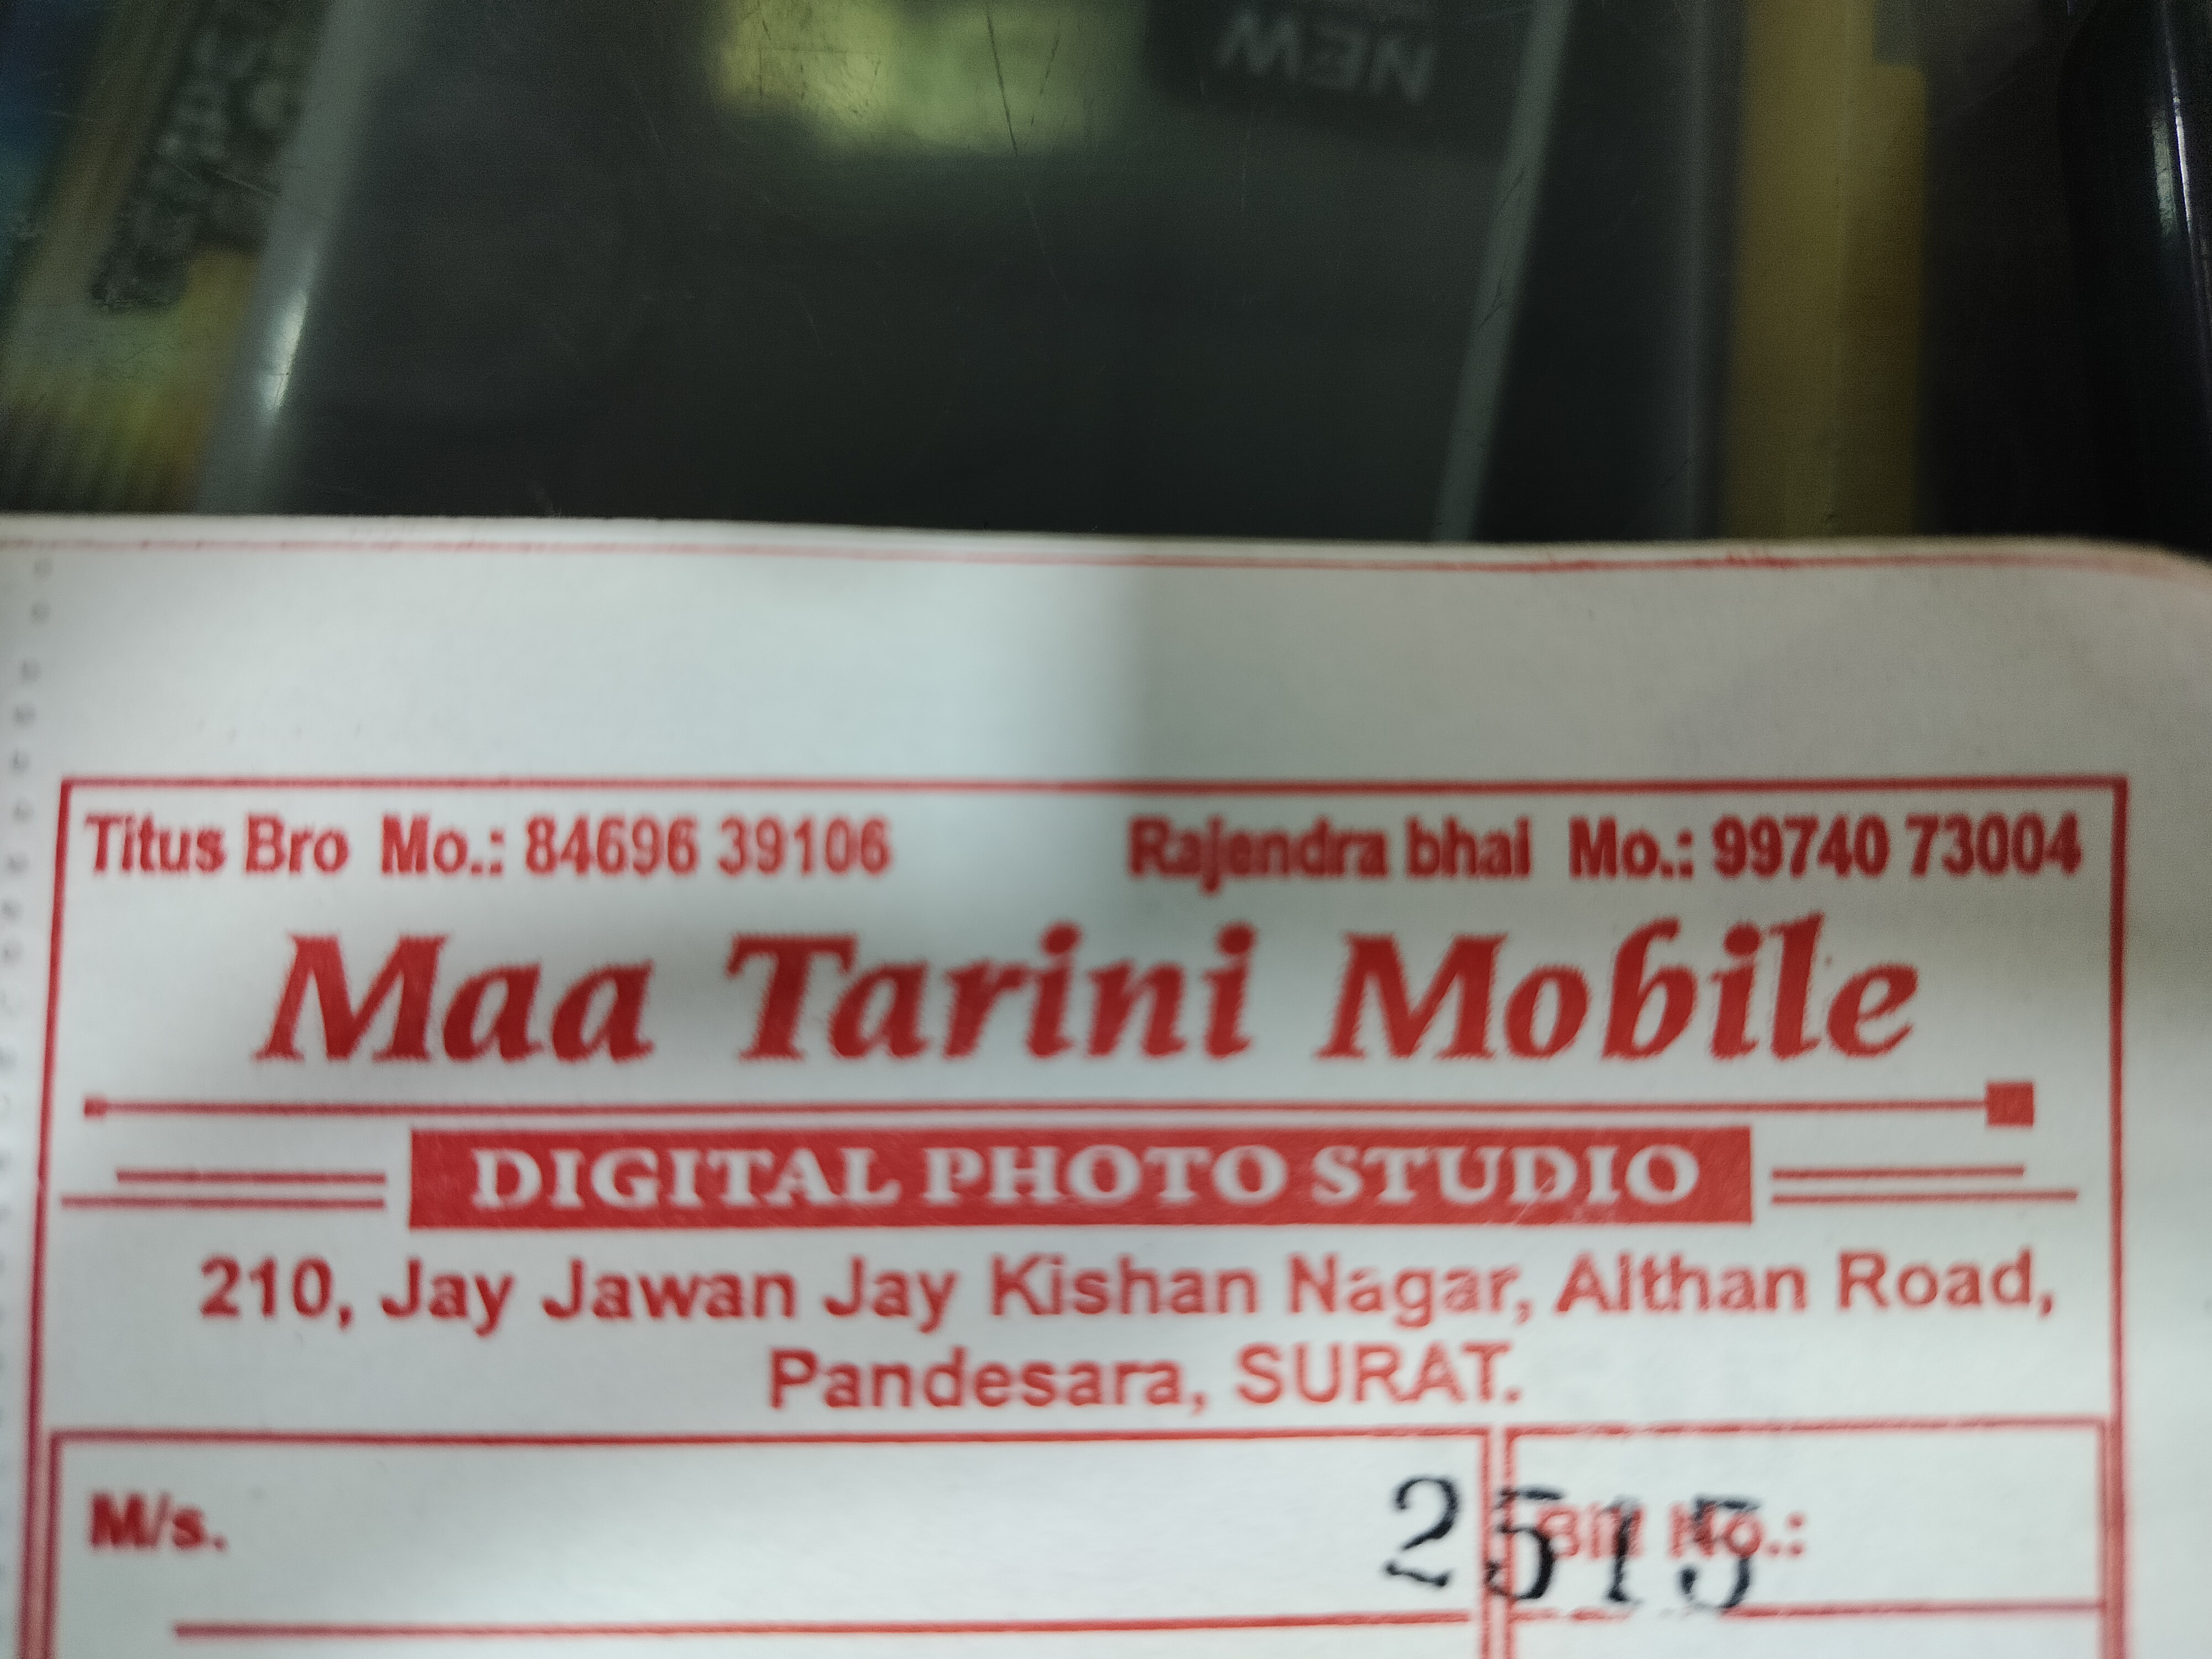 NEW
Titus Bro Mo.: 84696 39106 Rajendra bhai Mo.: 99740 73004
Maa Tarini Mobile
DIGITAL PHOTO STUDIO
210, Jay Jawan Jay Kishan Nagar, Althan Road,
Pandesara, SURAT.
M/s. Bill No.:
2515